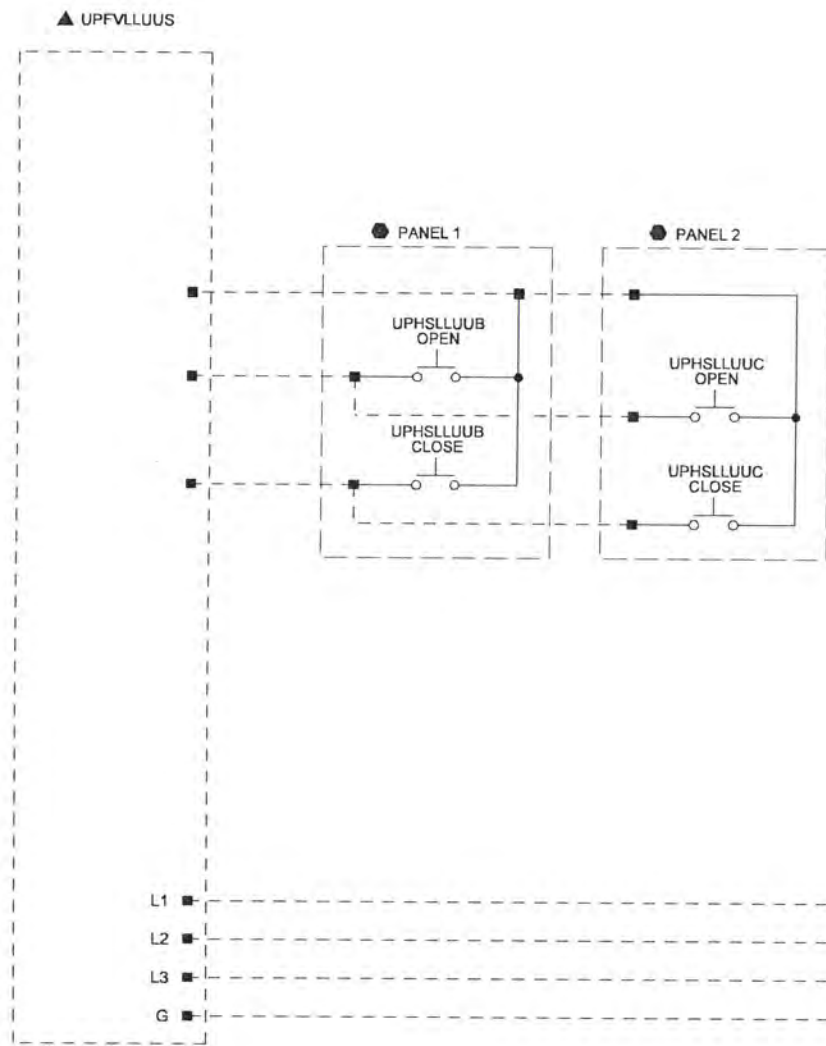 UPFVLLUUS
PANEL 1
PANEL 2
UPHSLLUUB
OPEN
UPHSLLUUC
OPEN
UPHSLLUUB
CLOSE
UPHSLLUUC
CLOSE
L1
L2
L3
G